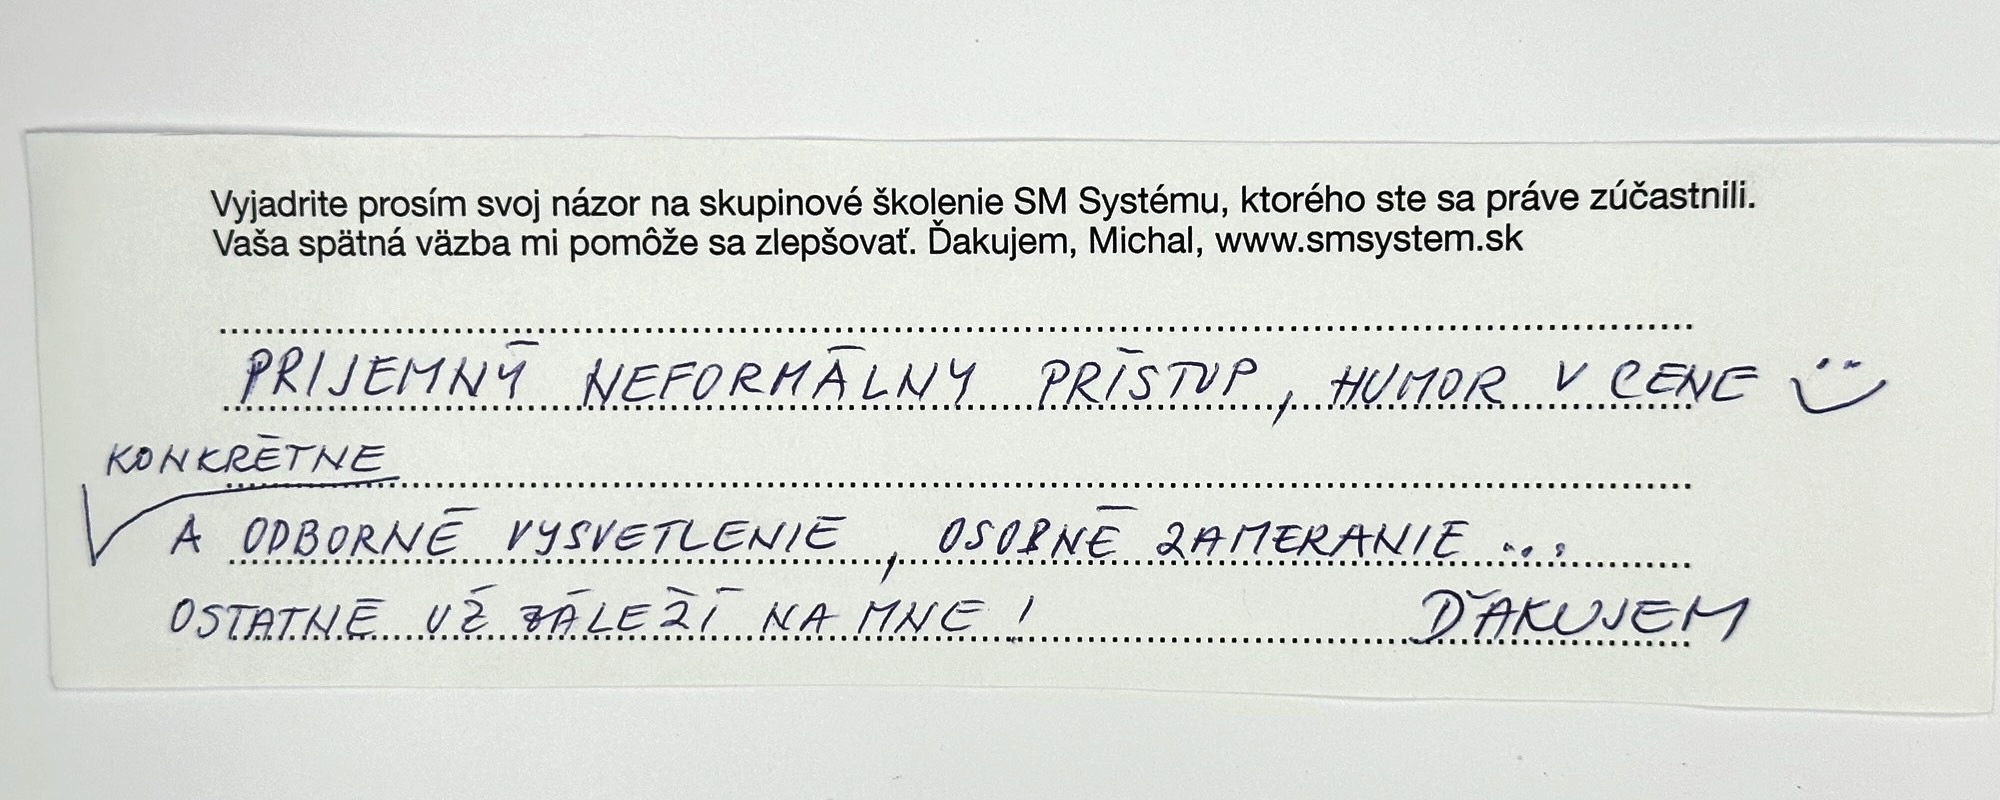 Vyjadrite prosím svoj názor na skupinové školenie SM Systému, ktorého ste sa práve zúčastnili.
Vaša spätná väzba mi pomôže sa zlepšovať. Ďakujem, Michal, www.smsystem.sk
PRIJEMNÝ NEFORMÁLNY PRÍSTUP, HUMOR V CENE
KONKRÉTNE
A ODBORNÉ VYSVETLENIE, OSOBNÉ ZAMERANIE ...
OSTATNÉ UŽ ZÁLEŽÍ NA MNE! ĎAKUJEM